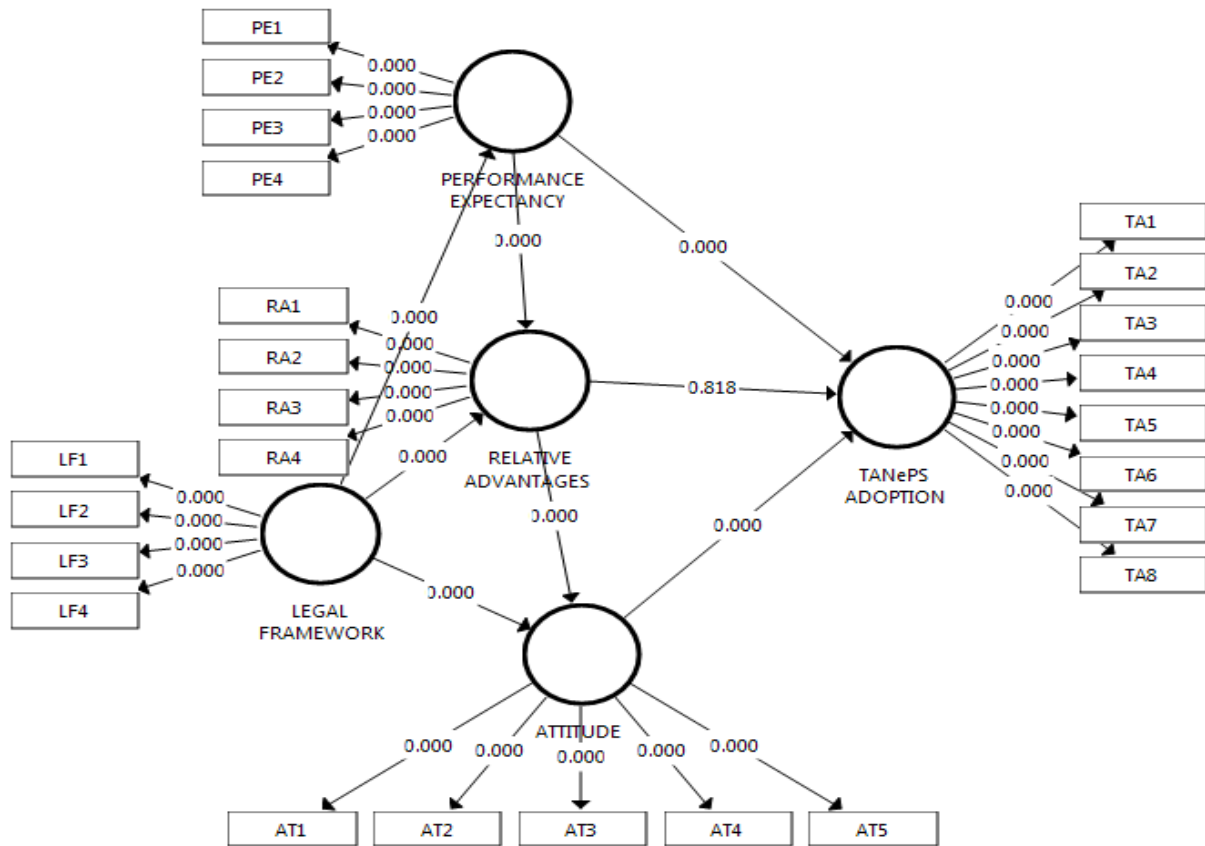 PE1
0.000
PE2
0.000
PE3
0.000
PE4
0.000
PERFORMANCE
EXPECTANCY
0.000
0.000
0.000
TA1
TA2
TA3
TA4
TA5
TA6
TA7
TA8
0.000
0.000
0.000
0.000
0.000
0.000
0.000
0.000
RA1
0.000
RA2
0.000
RA3
0.000
RA4
0.000
0.818
RELATIVE
ADVANTAGES
TANePS
ADOPTION
0.000
LF1
0.000
LF2
0.000
LF3
0.000
LF4
0.000
LEGAL
FRAMEWORK
0.000
0.000
0.000
ATTITUDE
0.000
0.000
0.000
0.000
0.000
AT1
AT2
AT3
AT4
AT5